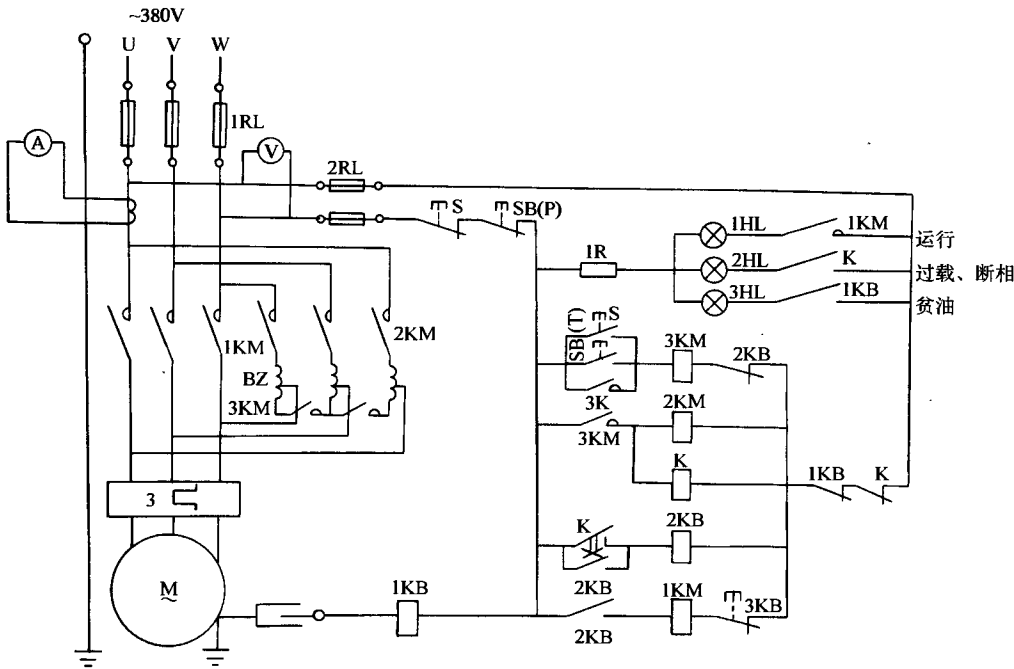 ~380V
U V W
1RL
A
V
2RL
S SB(P)
1HL 1KM 运行
1R 2HL K 过载、断相
3HL 1KB 贫油
S
SB(T)
1KM 2KM 3KM 2KB
BZ
3KM 3K 2KM
3KM
K
3 1KB K
K 2KB
M
~
1KB 2KB 1KM 3KB
2KB